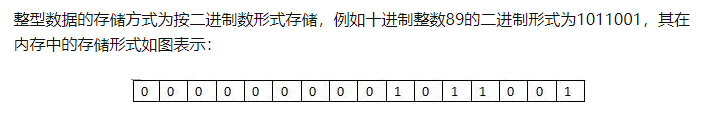 整型数据的存储方式为按二进制数形式存储，例如十进制整数89的二进制形式为1011001，其在
内存中的存储形式如图表示：
0 0 0 0 0 0 0 0 0 1 0 1 1 0 0 1